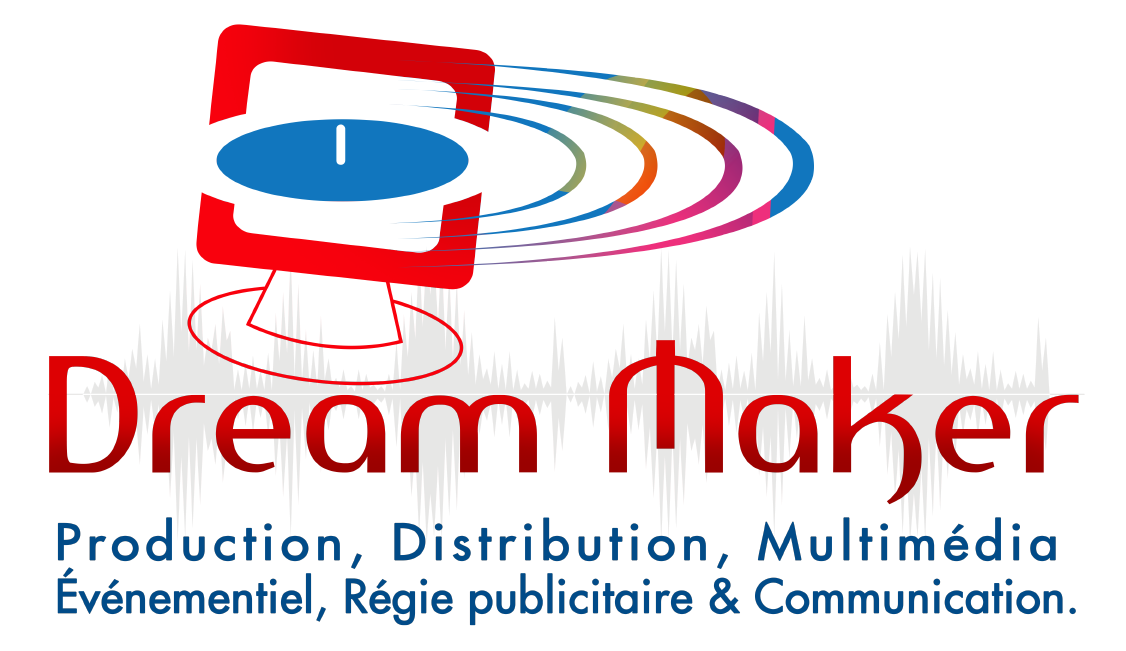 Dream Maker
Production, Distribution, Multimédia
Événementiel, Régie publicitaire & Communication.